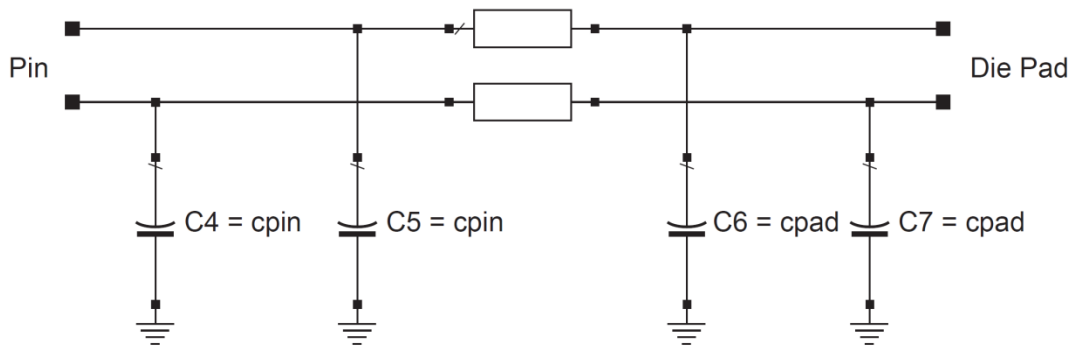 Pin
Die Pad
C4 = cpin
C5 = cpin
C6 = cpad
C7 = cpad